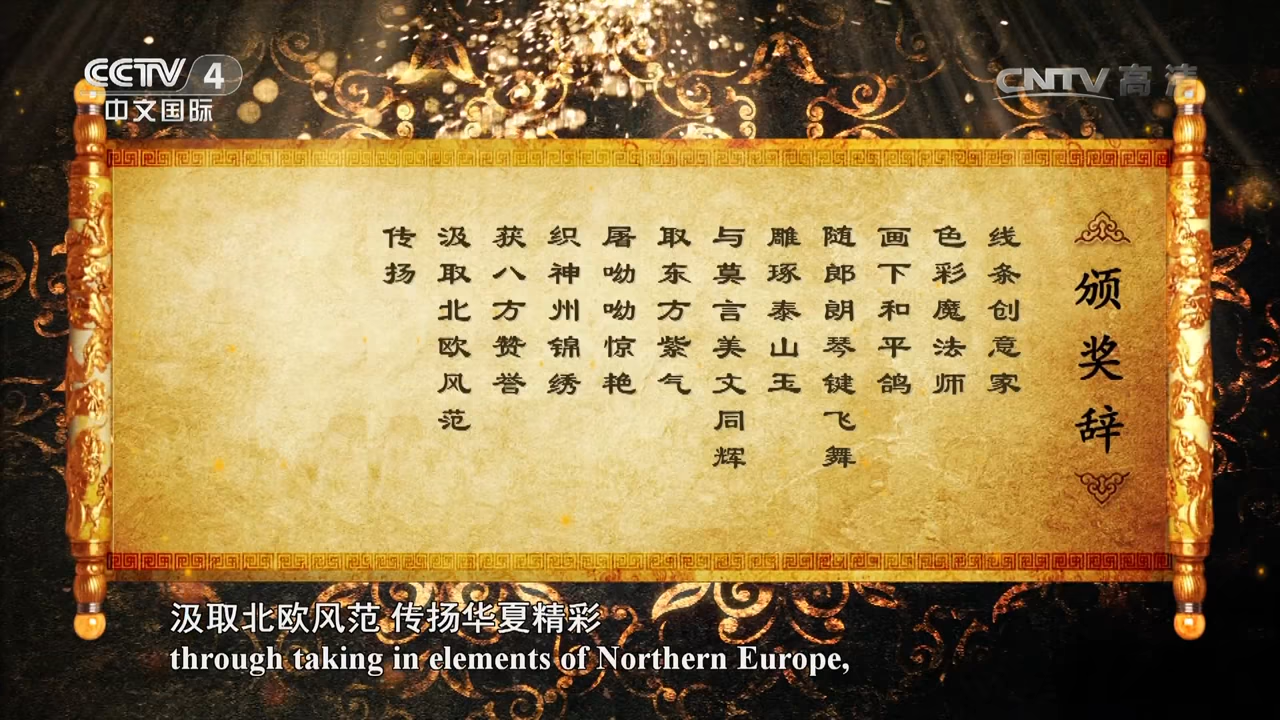 CCTV 4
中文国际
CNTV 高清
颁奖辞
线条创意家
色彩魔法师
画下和平鸽
随郎朗琴键飞舞
雕琢泰山玉
与莫言美文同辉
取东方紫气
屠呦呦惊艳
织神州锦绣
获八方赞誉
汲取北欧风范
传扬
汲取北欧风范 传扬华夏精彩
through taking in elements of Northern Europe,